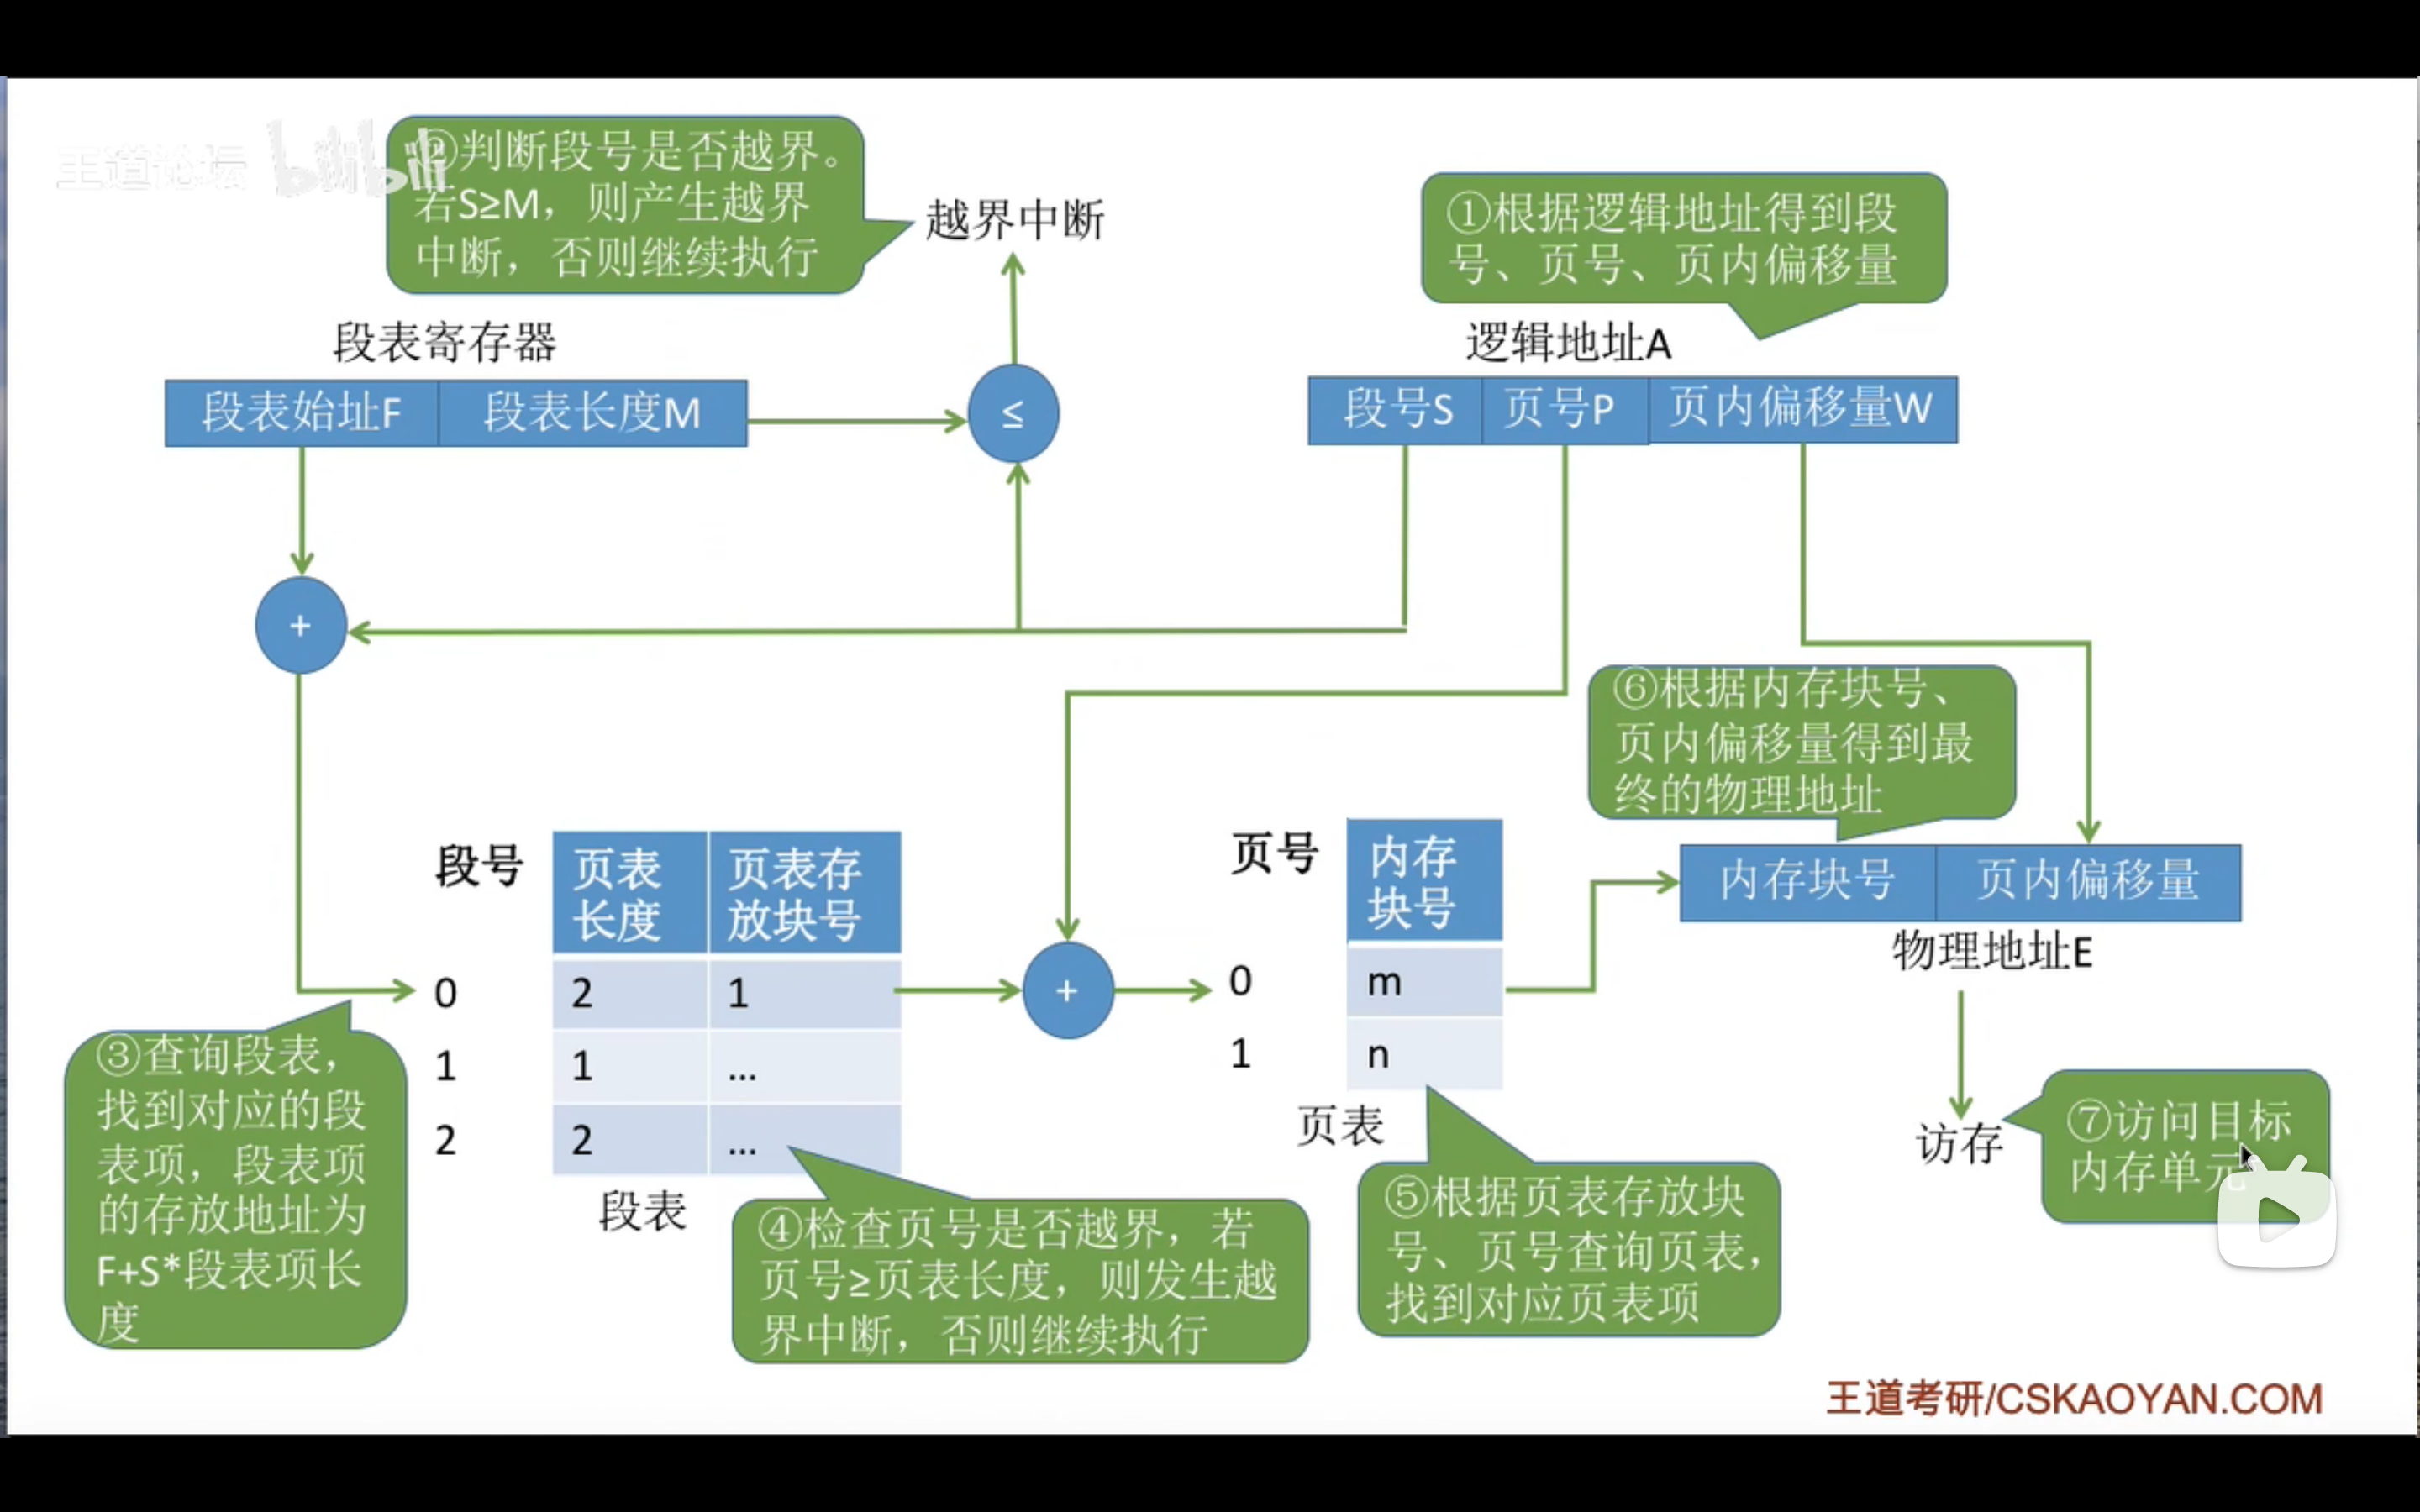 王道论坛 bilibili
②判断段号是否越界。
若S≥M，则产生越界
中断，否则继续执行
越界中断
①根据逻辑地址得到段
号、页号、页内偏移量
段表寄存器
逻辑地址A
段表始址F 段表长度M
≤
段号S 页号P 页内偏移量W
+
⑥根据内存块号、
页内偏移量得到最
终的物理地址
段号 页表长度 页表存放块号
0 2 1
1 1 ...
2 2 ...
段表
+
页号 内存块号
0 m
1 n
页表
内存块号 页内偏移量
物理地址E
访存
③查询段表，
找到对应的段
表项，段表项
的存放地址为
F+S*段表项长
度
④检查页号是否越界，若
页号≥页表长度，则发生越
界中断，否则继续执行
⑤根据页表存放块
号、页号查询页表，
找到对应页表项
⑦访问目标
内存单元
王道考研/CSKAOYAN.COM